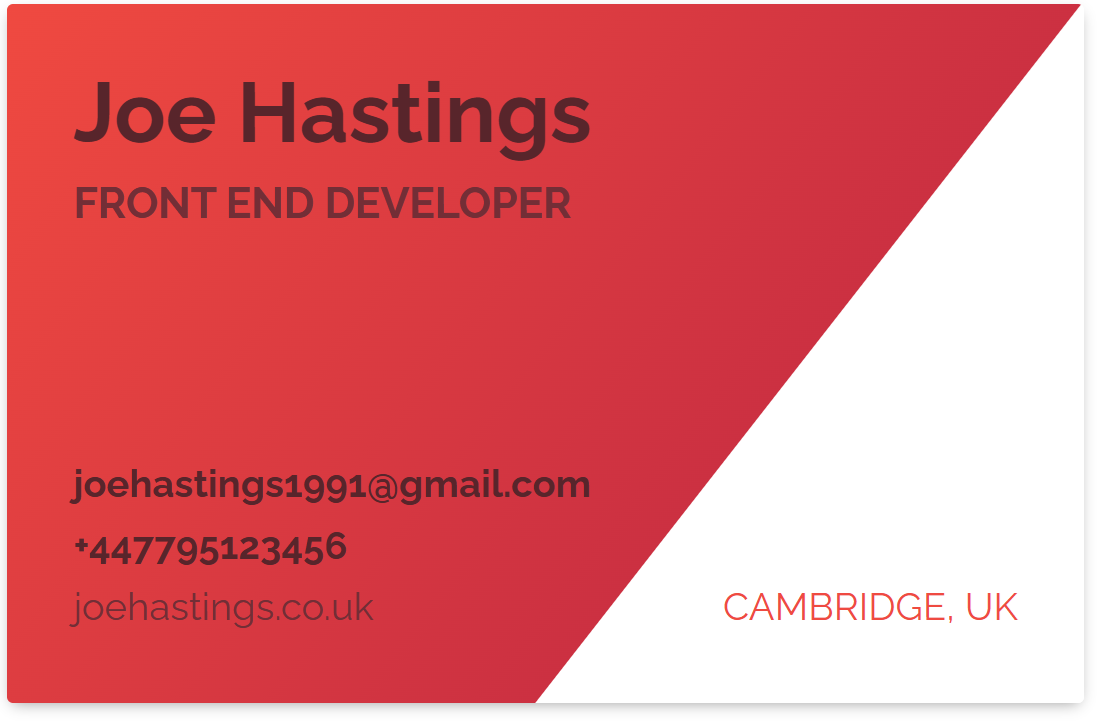 Joe Hastings
FRONT END DEVELOPER
joehastings1991@gmail.com
+447795123456
joehastings.co.uk
CAMBRIDGE, UK